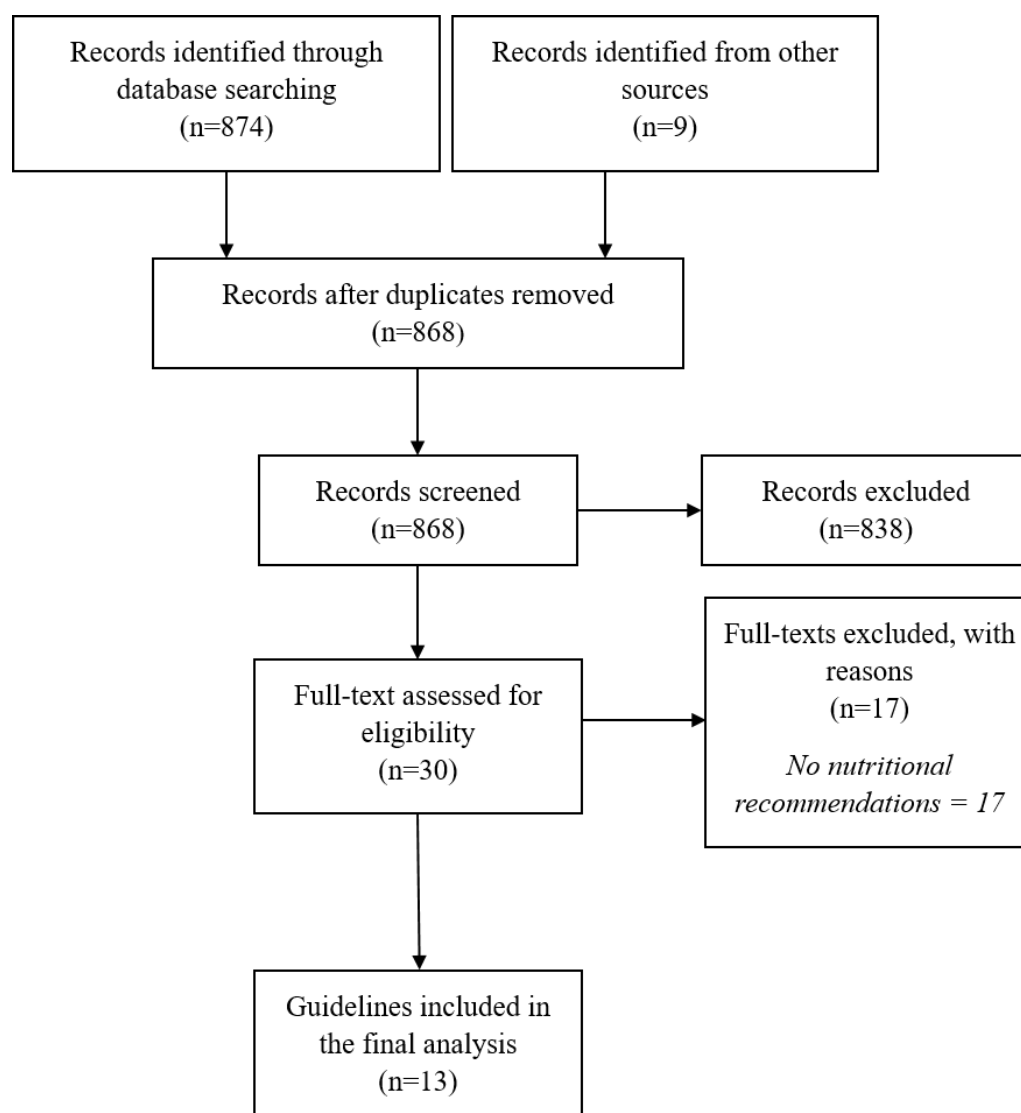 Records identified through
database searching
(n=874)
Records identified from other
sources
(n=9)
Records after duplicates removed
(n=868)
Records screened
(n=868)
Records excluded
(n=838)
Full-text assessed for
eligibility
(n=30)
Full-texts excluded, with
reasons
(n=17)
No nutritional
recommendations = 17
Guidelines included in
the final analysis
(n=13)